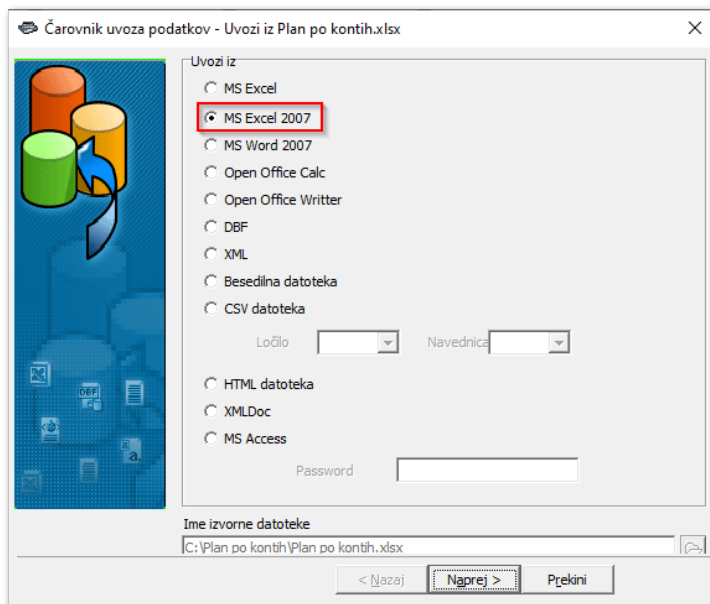 Čarovnik uvoza podatkov - Uvozi iz Plan po kontih.xlsx
Uvozi iz
MS Excel
MS Excel 2007
MS Word 2007
Open Office Calc
Open Office Writter
DBF
XML
Besedilna datoteka
CSV datoteka
Ločilo Navednica
HTML datoteka
XMLDoc
MS Access
Password
DBF
a
Ime izvorne datoteke
C:\Plan po kontih\Plan po kontih.xlsx
< Nazaj Naprej > Prekini